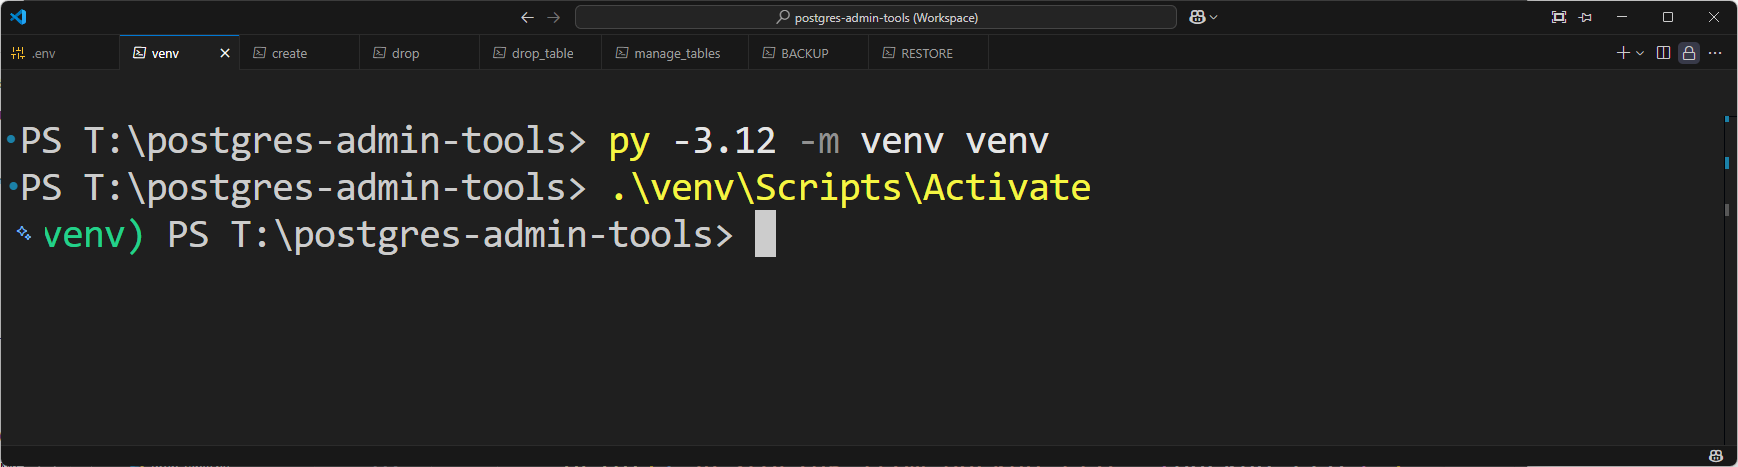 postgres-admin-tools (Workspace)
.env venv create drop drop_table manage_tables BACKUP RESTORE
PS T:\postgres-admin-tools> py -3.12 -m venv venv
PS T:\postgres-admin-tools> .\venv\Scripts\Activate
venv) PS T:\postgres-admin-tools>